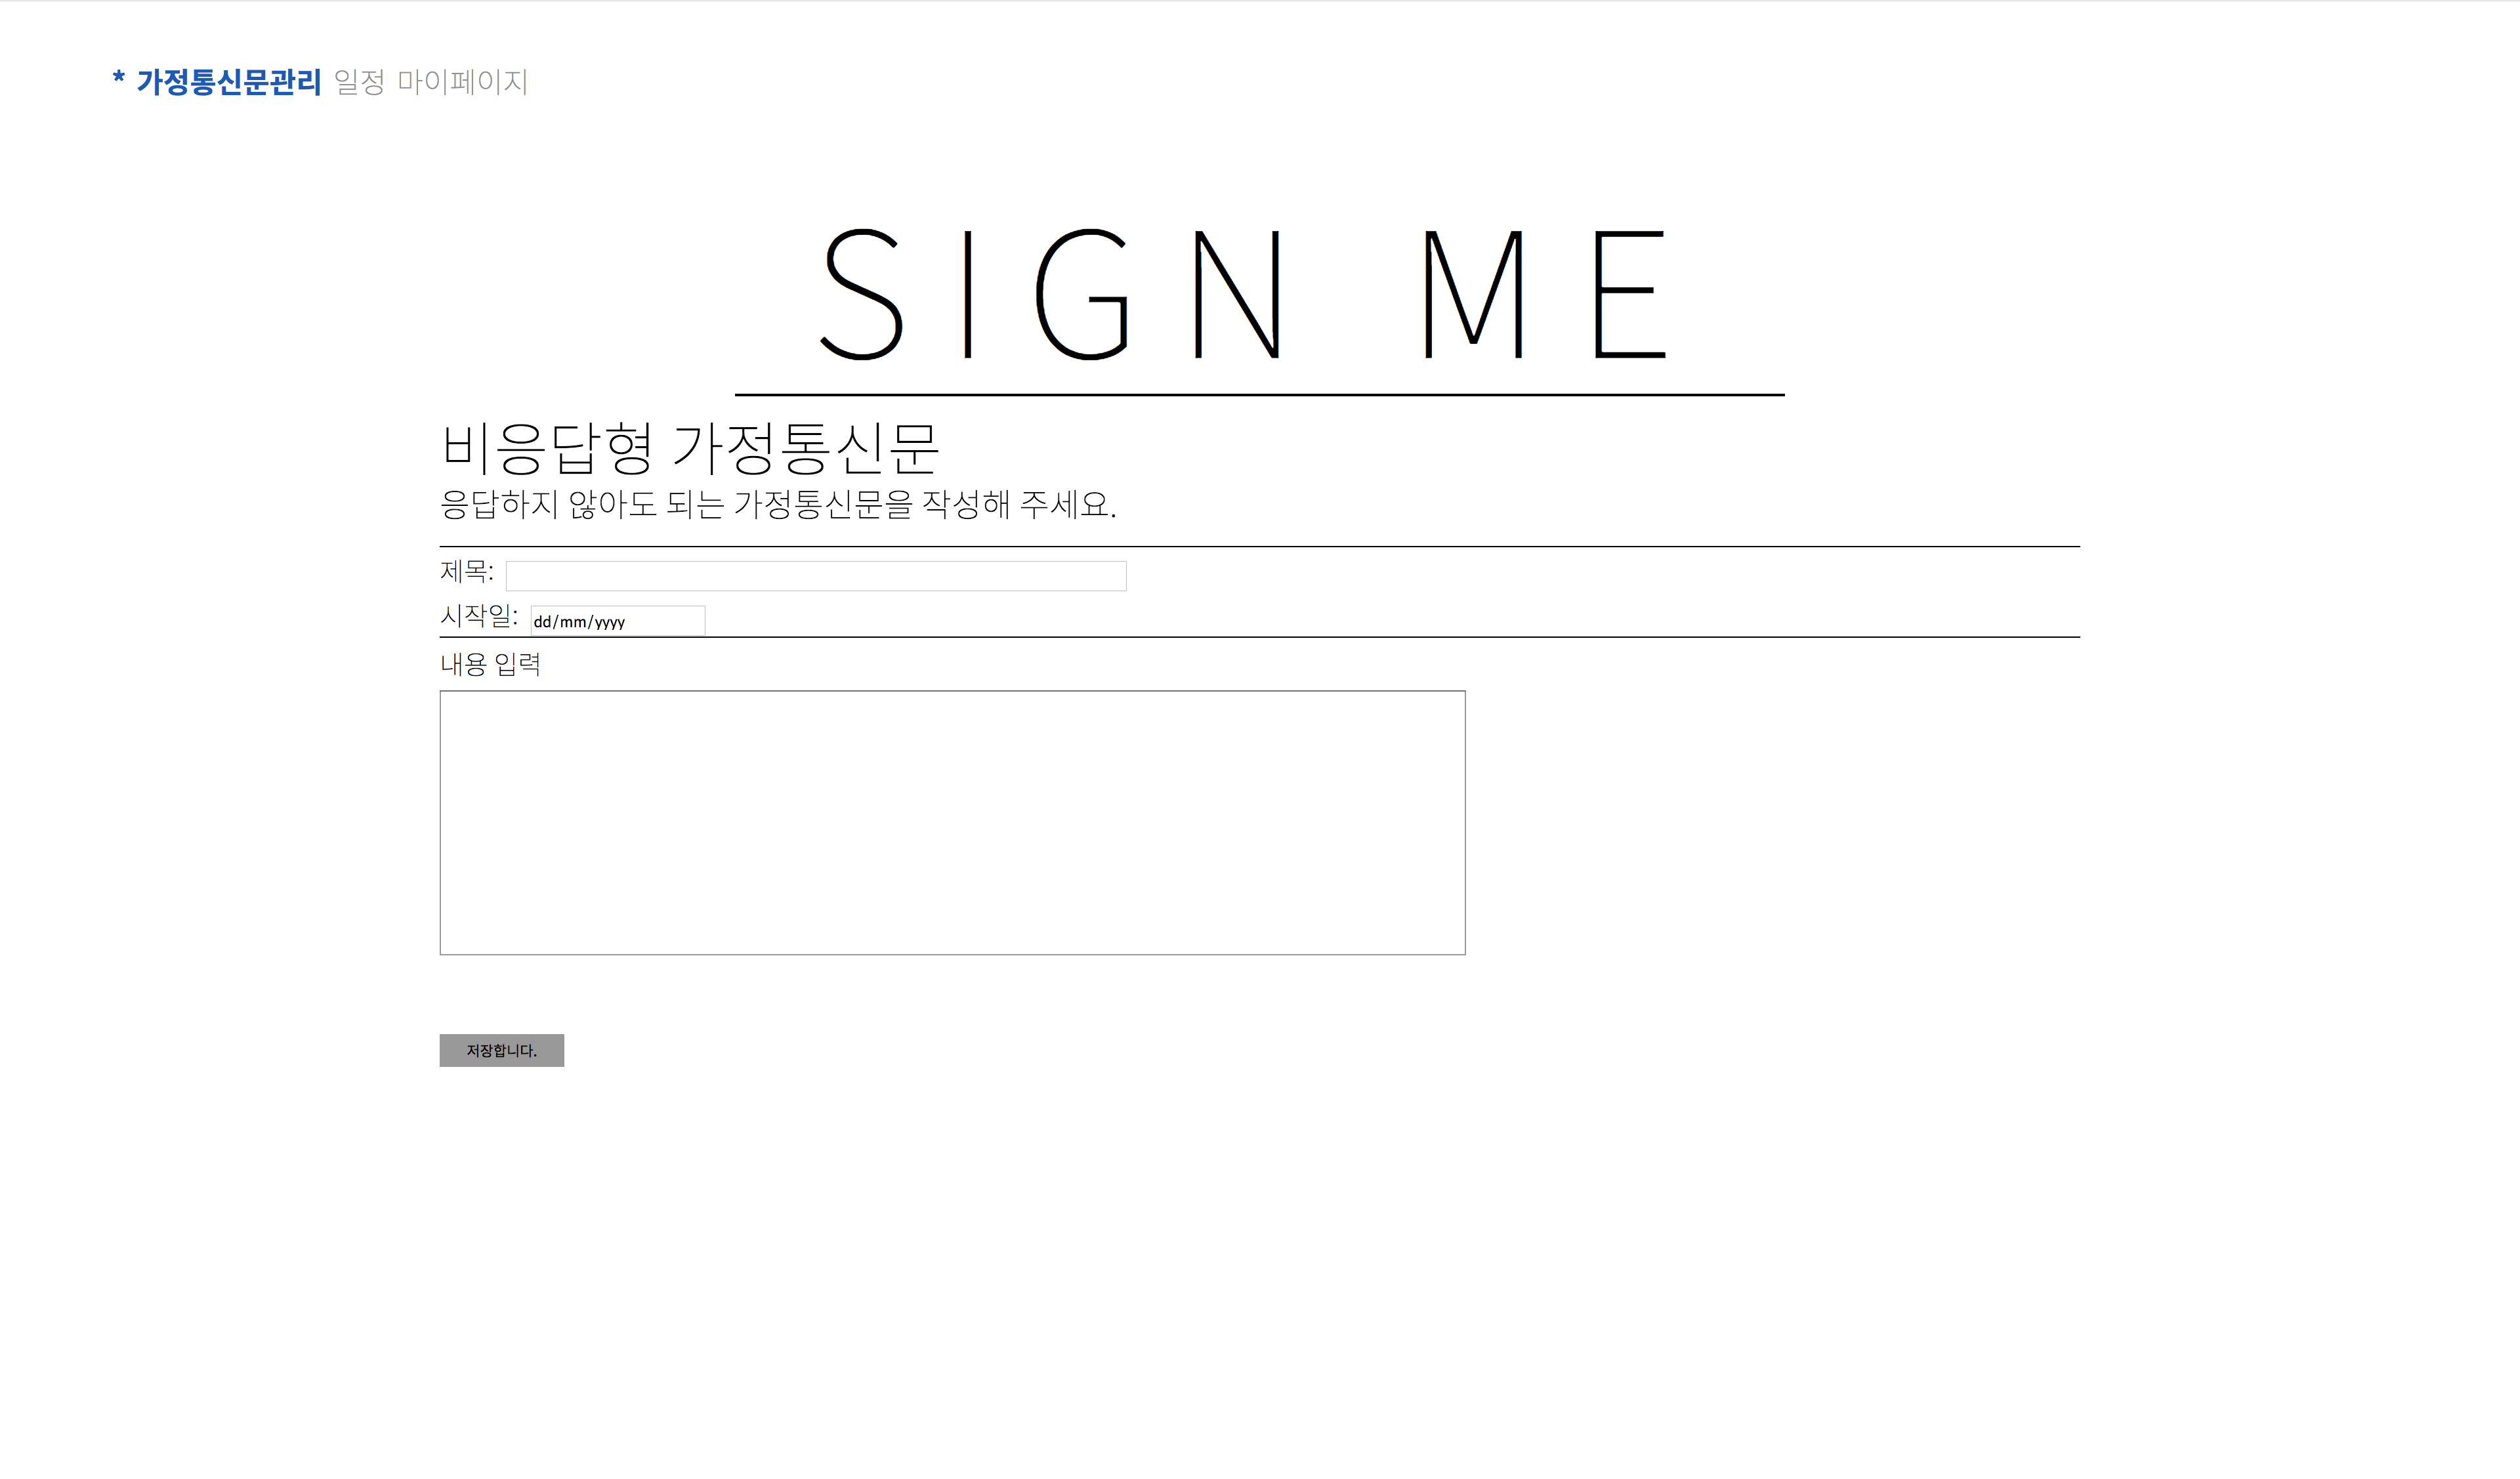 * 가정통신문관리 일정 마이페이지
SIGN ME
비응답형 가정통신문
응답하지 않아도 되는 가정통신문을 작성해 주세요.
제목:
시작일: dd/mm/yyyy
내용 입력
저장합니다.